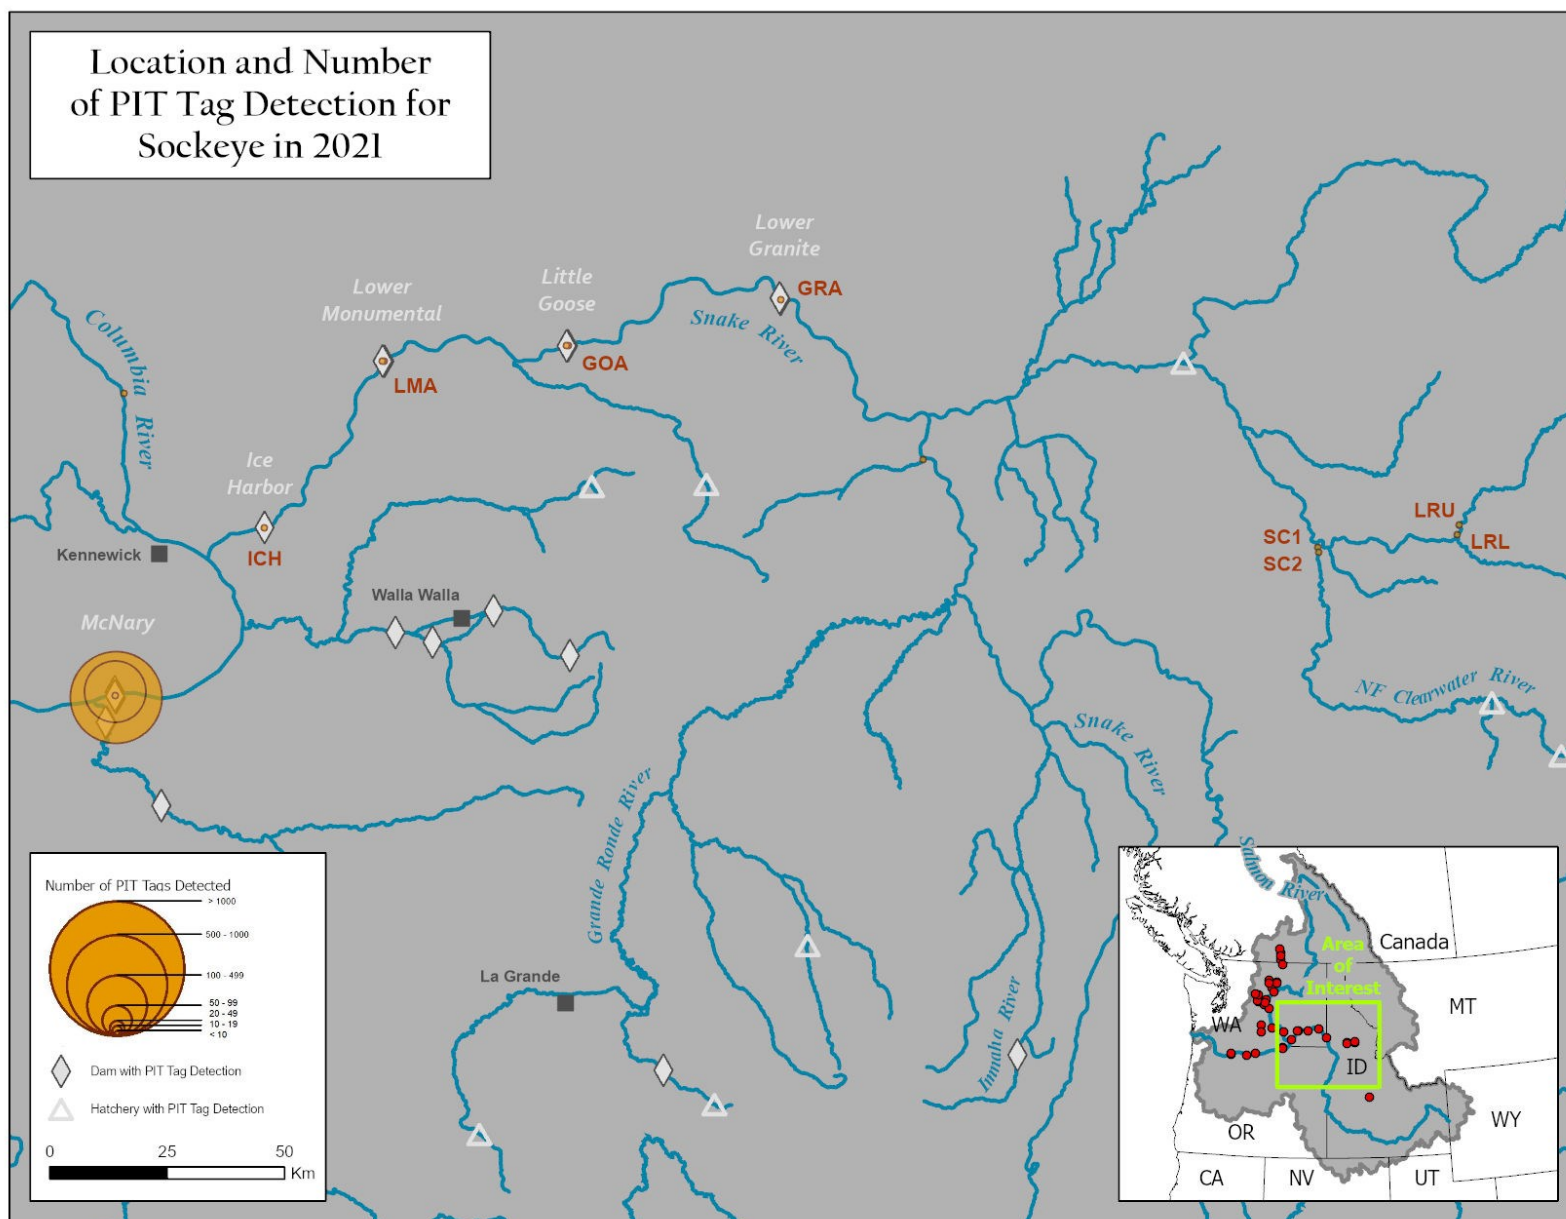 Location and Number
of PIT Tag Detection for
Sockeye in 2021
Lower
Granite
Little
Goose
Lower
Monumental
GRA
Snake River
GOA
LMA
Columbia River
Ice
Harbor
ICH
Kennewick
Walla Walla
McNary
LRU
LRL
SC1
SC2
NF Clearwater River
Snake River
Grande Ronde River
La Grande
Imnaha River
Salmon River
Number of PIT Tags Detected
> 1000
500 - 1000
100 - 499
50 - 99
20 - 49
10 - 19
< 10
Dam with PIT Tag Detection
Hatchery with PIT Tag Detection
0 25 50
Km
Area
of
Interest
Canada
WA
MT
ID
OR
WY
CA
NV
UT